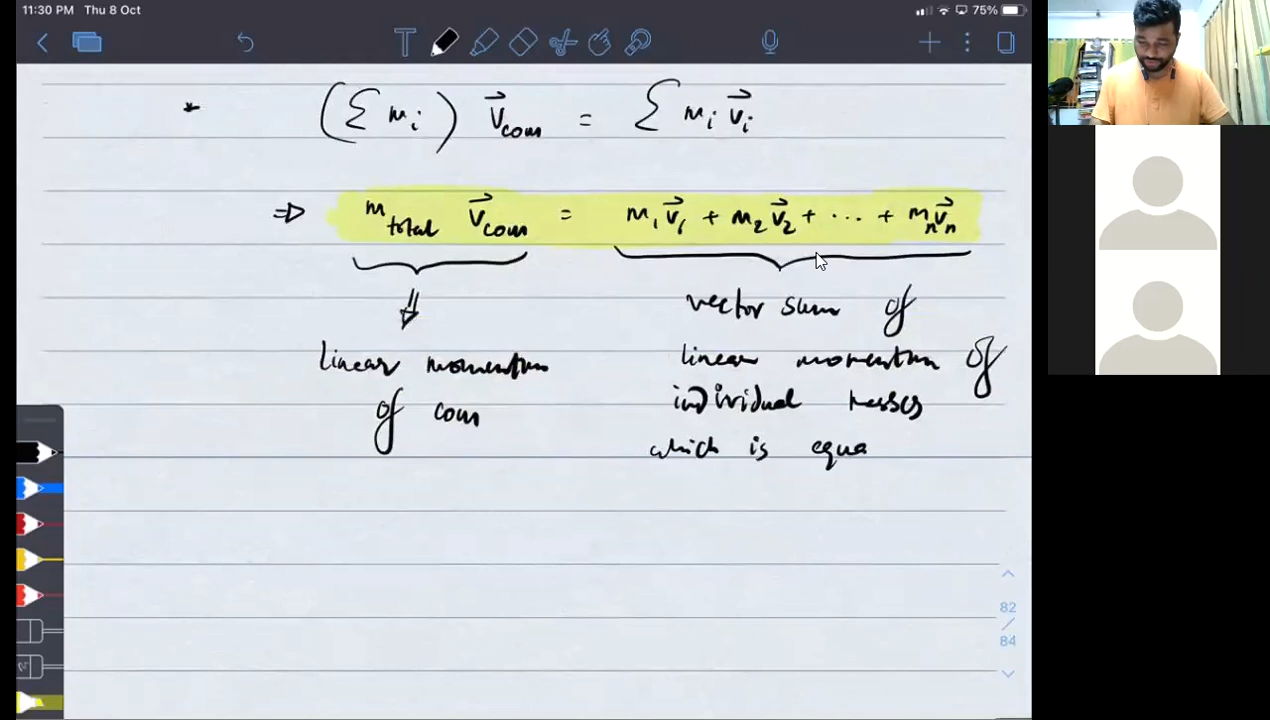 11:30 PM Thu 8 Oct 75%
* (Σ mᵢ) v⃗com = Σ mᵢ v⃗ᵢ
⇒ mtotal v⃗com = m₁v⃗₁ + m₂v⃗₂ + ... + mₙv⃗ₙ
⇓
linear momentum
of com
vector sum of
linear momentum of
individual masses
which is equa
82
/
84